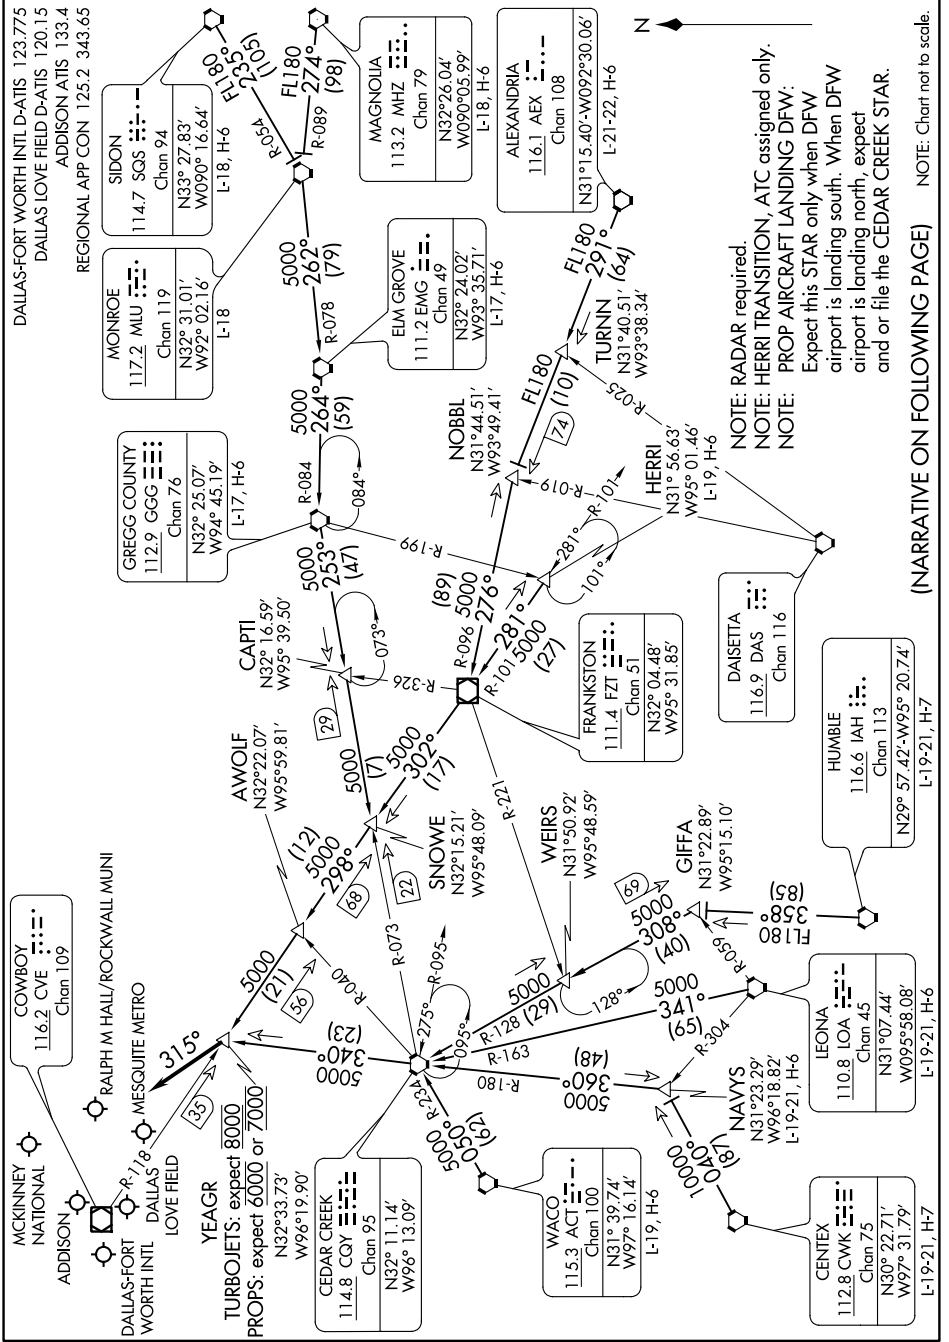 DALLAS-FORT WORTH INTL D-ATIS 123.775
DALLAS LOVE FIELD D-ATIS 120.15
ADDISON ATIS 133.4
REGIONAL APP CON 125.2 343.65
COWBOY
116.2 CVE
Chan 109
MCKINNEY
NATIONAL
ADDISON
DALLAS-FORT
WORTH INTL
DALLAS
LOVE FIELD
MESQUITE METRO
RALPH M HALL/ROCKWALL MUNI
R-118
35
315°
YEAGR
TURBOJETS: expect 8000
PROPS: expect 6000 or 7000
N32°33.73'
W96°19.90'
5000
(21)
56
AWOLF
N32°22.07'
W95°59.81'
(12)
5000
298°
68
R-040
5000
340°
(23)
CEDAR CREEK
114.8 CQY
Chan 95
N32° 11.14'
W96° 13.09'
R-073
22
SNOWE
N32°15.21'
W95°48.09'
R-095
275°
095°
CAPTI
N32° 16.59'
W95° 39.50'
29
5000
(7)
073°
R-326
5000
302°
(17)
GREGG COUNTY
112.9 GGG
Chan 76
N32° 25.07'
W94° 45.19'
L-17, H-6
5000
253°
(47)
R-199
084°
R-084
5000
264°
(59)
ELM GROVE
111.2 EMG
Chan 49
N32° 24.02'
W93° 35.71'
L-17, H-6
R-078
5000
262°
(79)
MONROE
117.2 MLU
Chan 119
N32° 31.01'
W92° 02.16'
L-18
SIDON
114.7 SQS
Chan 94
N33° 27.83'
W090° 16.64'
L-18, H-6
FL180
235°
(105)
R-054
FL180
274°
(98)
R-089
MAGNOLIA
113.2 MHZ
Chan 79
N32°26.04'
W090°05.99'
L-18, H-6
ALEXANDRIA
116.1 AEX
Chan 108
N31°15.40'-W092°30.06'
L-21-22, H-6
FL180
291°
(64)
TURNN
N31°40.51'
W93°38.34'
FL180
(10)
74
R-025
NOBBL
N31°44.51'
W93°49.41'
R-019
(89)
5000
276°
R-096
HERRI
N31° 56.63'
W95° 01.46'
L-19, H-6
R-101
281°
101°
R-101
281°
5000
(27)
FRANKSTON
111.4 FZT
Chan 51
N32° 04.48'
W95° 31.85'
DAISETTA
116.9 DAS
Chan 116
R-221
WEIRS
N31°50.92'
W95°48.59'
5000
(29)
R-128
128°
69
5000
308°
(40)
GIFFA
N31°22.89'
W95°15.10'
FL180
358°
(85)
HUMBLE
116.6 IAH
Chan 113
N29° 57.42'-W95° 20.74'
L-19-21, H-7
R-059
LEONA
110.8 LOA
Chan 45
N31°07.44'
W095°58.08'
L-19-21, H-6
5000
341°
(65)
R-193
R-304
R-180
5000
360°
(48)
NAVYS
N31°23.29'
W96°18.82'
L-19-21, H-6
10000
040°
(87)
CENTEX
112.8 CWK
Chan 75
N30° 22.71'
W97° 31.79'
L-19-21, H-7
R-234
5000
050°
(62)
WACO
115.3 ACT
Chan 100
N31° 39.74'
W97° 16.14'
L-19, H-6
N
NOTE: RADAR required.
NOTE: HERRI TRANSITION, ATC assigned only.
NOTE: PROP AIRCRAFT LANDING DFW:
Expect this STAR only when DFW
airport is landing south. When DFW
airport is landing north, expect
and or file the CEDAR CREEK STAR.
(NARRATIVE ON FOLLOWING PAGE)
NOTE: Chart not to scale.